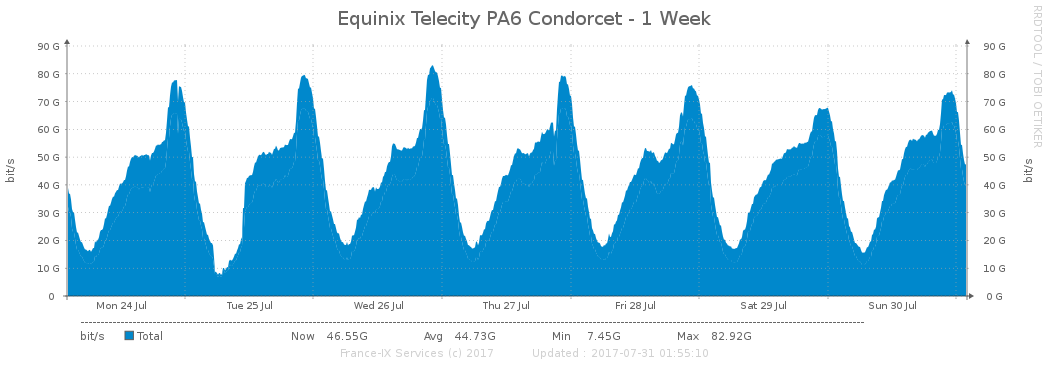 Equinix Telecity PA6 Condorcet - 1 Week
RRDTOOL / TOBI OETIKER
90 G 90 G
80 G 80 G
70 G 70 G
60 G 60 G
50 G 50 G
40 G 40 G
30 G 30 G
20 G 20 G
10 G 10 G
0 0 G
bit/s
bit/s
Mon 24 Jul Tue 25 Jul Wed 26 Jul Thu 27 Jul Fri 28 Jul Sat 29 Jul Sun 30 Jul
bit/s Total Now 46.55G Avg 44.73G Min 7.45G Max 82.92G
France-IX Services (c) 2017 Updated : 2017-07-31 01:55:10